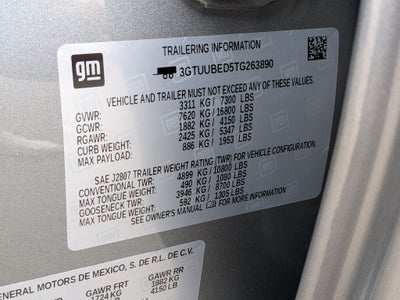 gm
TRAILERING INFORMATION
3GTUUBED5TG263890
VEHICLE AND TRAILER MUST NOT EXCEED ANY OF THESE VALUES:
GVWR: 3311 KG / 7300 LBS
GCWR: 7620 KG / 16800 LBS
RGAWR: 1882 KG / 4150 LBS
CURB WEIGHT: 2425 KG / 5347 LBS
MAX PAYLOAD: 886 KG / 1953 LBS
SAE J2807 TRAILER WEIGHT RATING (TWR) FOR VEHICLE CONFIGURATION.
CONVENTIONAL TWR: 4899 KG / 10800 LBS
MAX TONGUE WEIGHT: 490 KG / 1080 LBS
GOOSENECK TWR: 3946 KG / 8700 LBS
MAX TONGUE WEIGHT: 592 KG / 1305 LBS
SEE OWNER'S MANUAL FOR MORE INFORMATION
GENERAL MOTORS DE MEXICO, S. DE R.L. DE C.V.
GAWR FRT GAWR RR
1724 KG 1882 KG
4150 LB